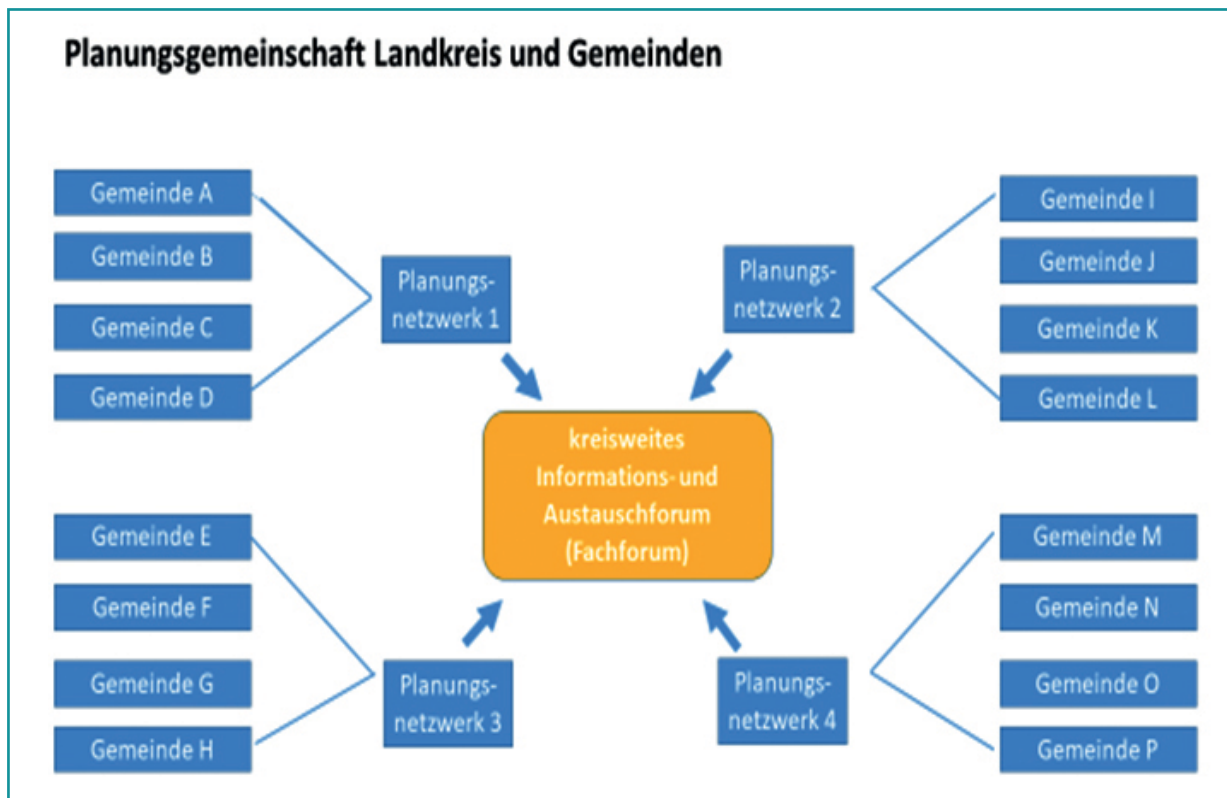 Planungsgemeinschaft Landkreis und Gemeinden
Gemeinde A
Gemeinde B
Gemeinde C
Gemeinde D
Planungs-
netzwerk 1
Planungs-
netzwerk 2
Gemeinde I
Gemeinde J
Gemeinde K
Gemeinde L
kreisweites
Informations- und
Austauschforum
(Fachforum)
Gemeinde E
Gemeinde F
Gemeinde G
Gemeinde H
Planungs-
netzwerk 3
Planungs-
netzwerk 4
Gemeinde M
Gemeinde N
Gemeinde O
Gemeinde P